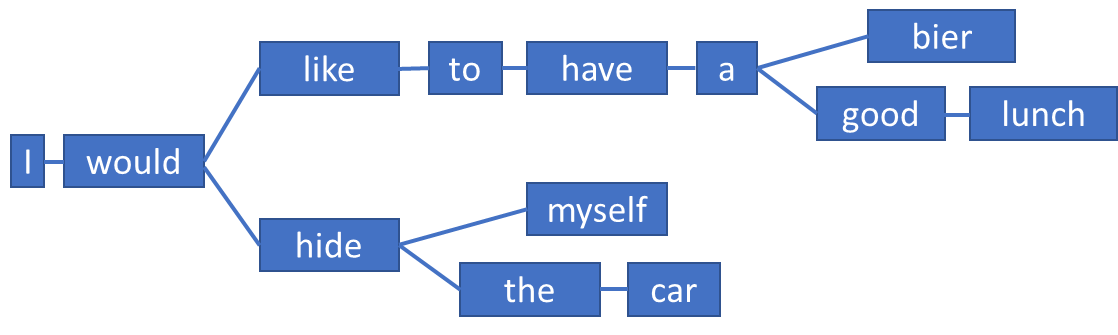 bier
like to have a
good lunch
I would
myself
hide
the car